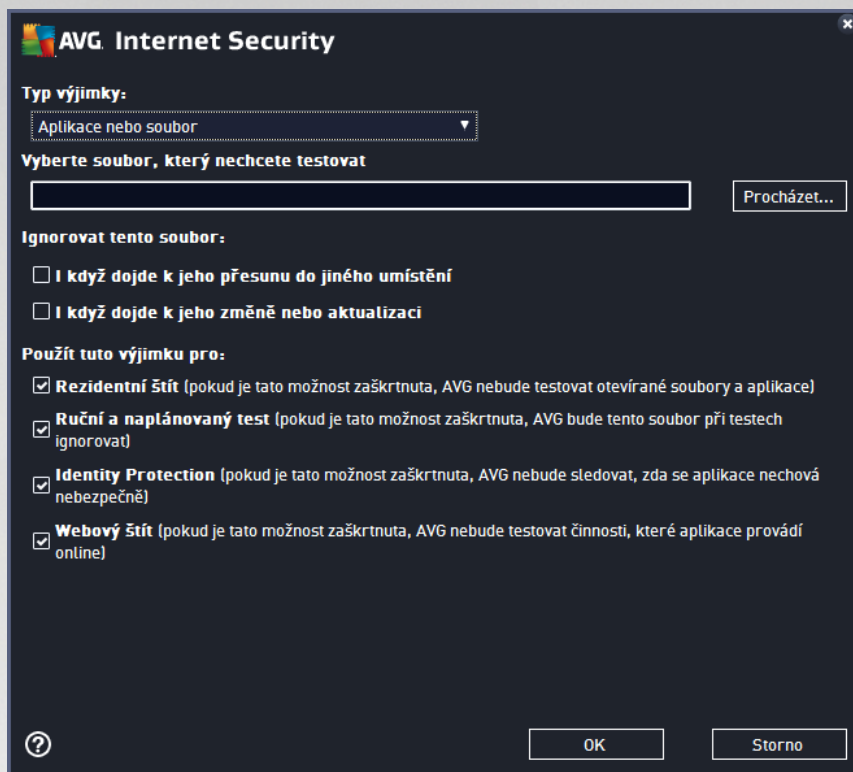 AVG Internet Security
Typ výjimky:
Aplikace nebo soubor
Vyberte soubor, který nechcete testovat
Procházet...
Ignorovat tento soubor:
I když dojde k jeho přesunu do jiného umístění
I když dojde k jeho změně nebo aktualizaci
Použít tuto výjimku pro:
Rezidentní štít (pokud je tato možnost zaškrtnuta, AVG nebude testovat otevírané soubory a aplikace)
Ruční a naplánovaný test (pokud je tato možnost zaškrtnuta, AVG bude tento soubor při testech
ignorovat)
Identity Protection (pokud je tato možnost zaškrtnuta, AVG nebude sledovat, zda se aplikace nechová
nebezpečně)
Webový štít (pokud je tato možnost zaškrtnuta, AVG nebude testovat činnosti, které aplikace provádí
online)
OK
Storno